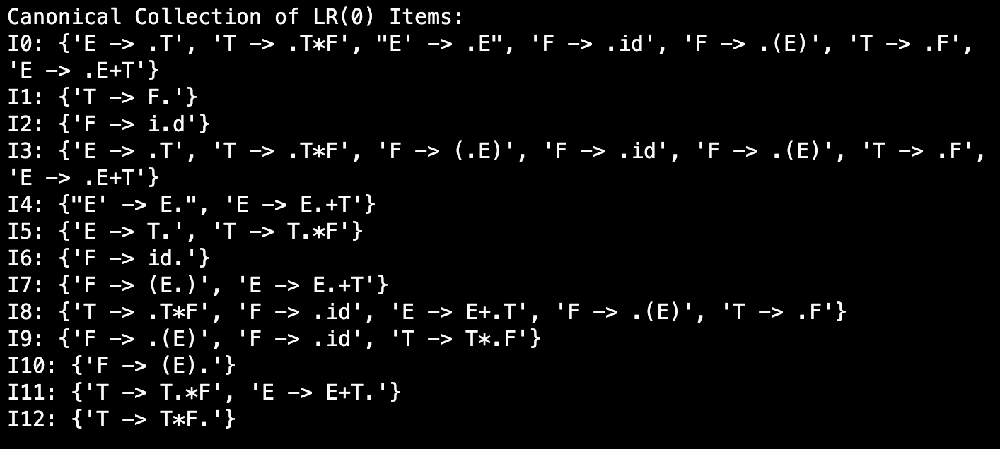 Canonical Collection of LR(0) Items:
I0: {'E -> .T', 'T -> .T*F', "E' -> .E", 'F -> .id', 'F -> .(E)', 'T -> .F',
'E -> .E+T'}
I1: {'T -> F.'}
I2: {'F -> i.d'}
I3: {'E -> .T', 'T -> .T*F', 'F -> (.E)', 'F -> .id', 'F -> .(E)', 'T -> .F',
'E -> .E+T'}
I4: {"E' -> E.", 'E -> E.+T'}
I5: {'E -> T.', 'T -> T.*F'}
I6: {'F -> id.'}
I7: {'F -> (E.)', 'E -> E.+T'}
I8: {'T -> .T*F', 'F -> .id', 'E -> E+.T', 'F -> .(E)', 'T -> .F'}
I9: {'F -> .(E)', 'F -> .id', 'T -> T*.F'}
I10: {'F -> (E).'}
I11: {'T -> T.*F', 'E -> E+T.'}
I12: {'T -> T*F.'}